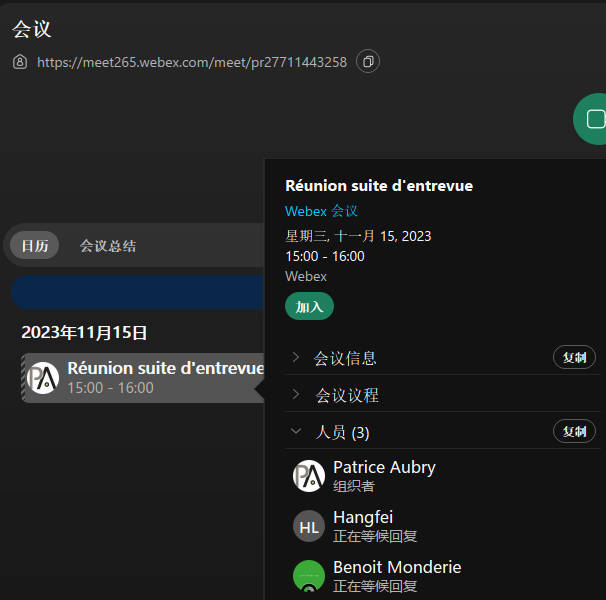 会议
https://meet265.webex.com/meet/pr27711443258
Réunion suite d'entrevue
Webex 会议
星期三, 十一月 15, 2023
15:00 - 16:00
Webex
加入
日历 会议总结
2023年11月15日
PA Réunion suite d'entrevue
15:00 - 16:00
会议信息 复制
会议议程
人员 (3) 复制
PA Patrice Aubry
组织者
HL Hangfei
正在等候回复
Benoit Monderie
正在等候回复